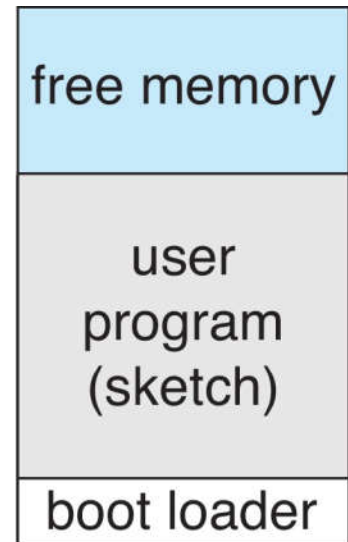 free memory
user
program
(sketch)
boot loader